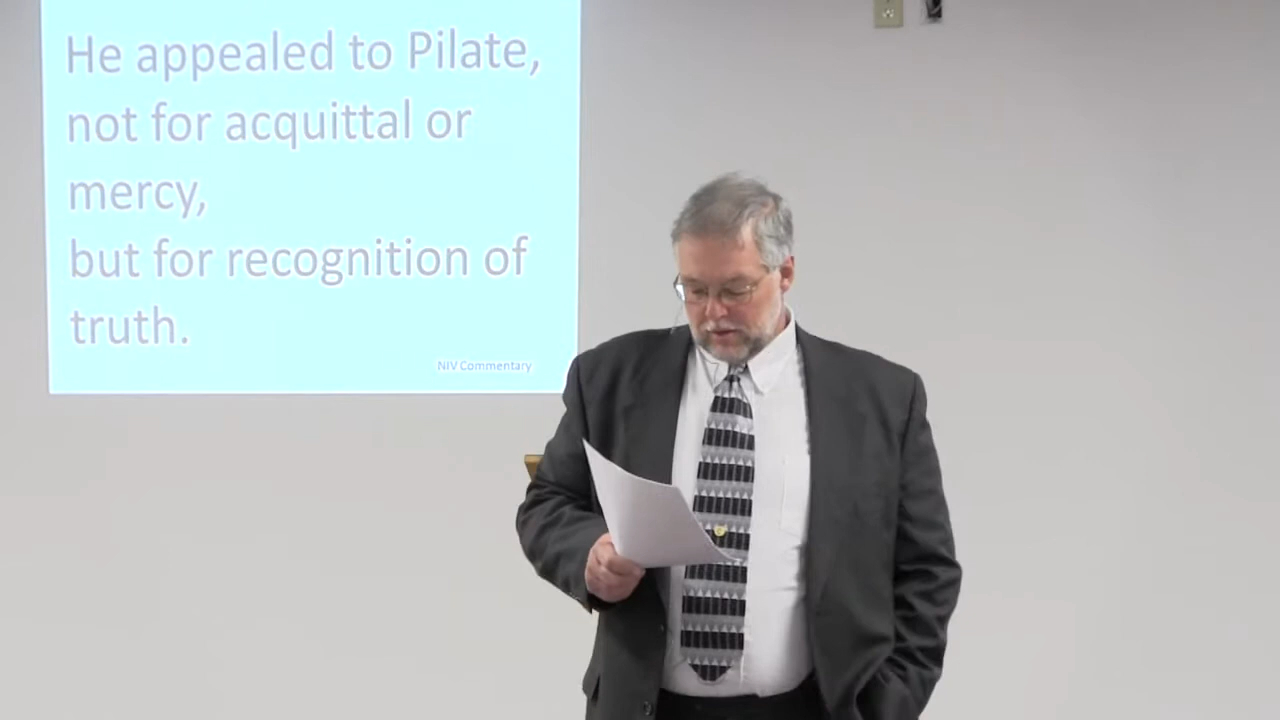 He appealed to Pilate,
not for acquittal or
mercy,
but for recognition of
truth.
NIV Commentary